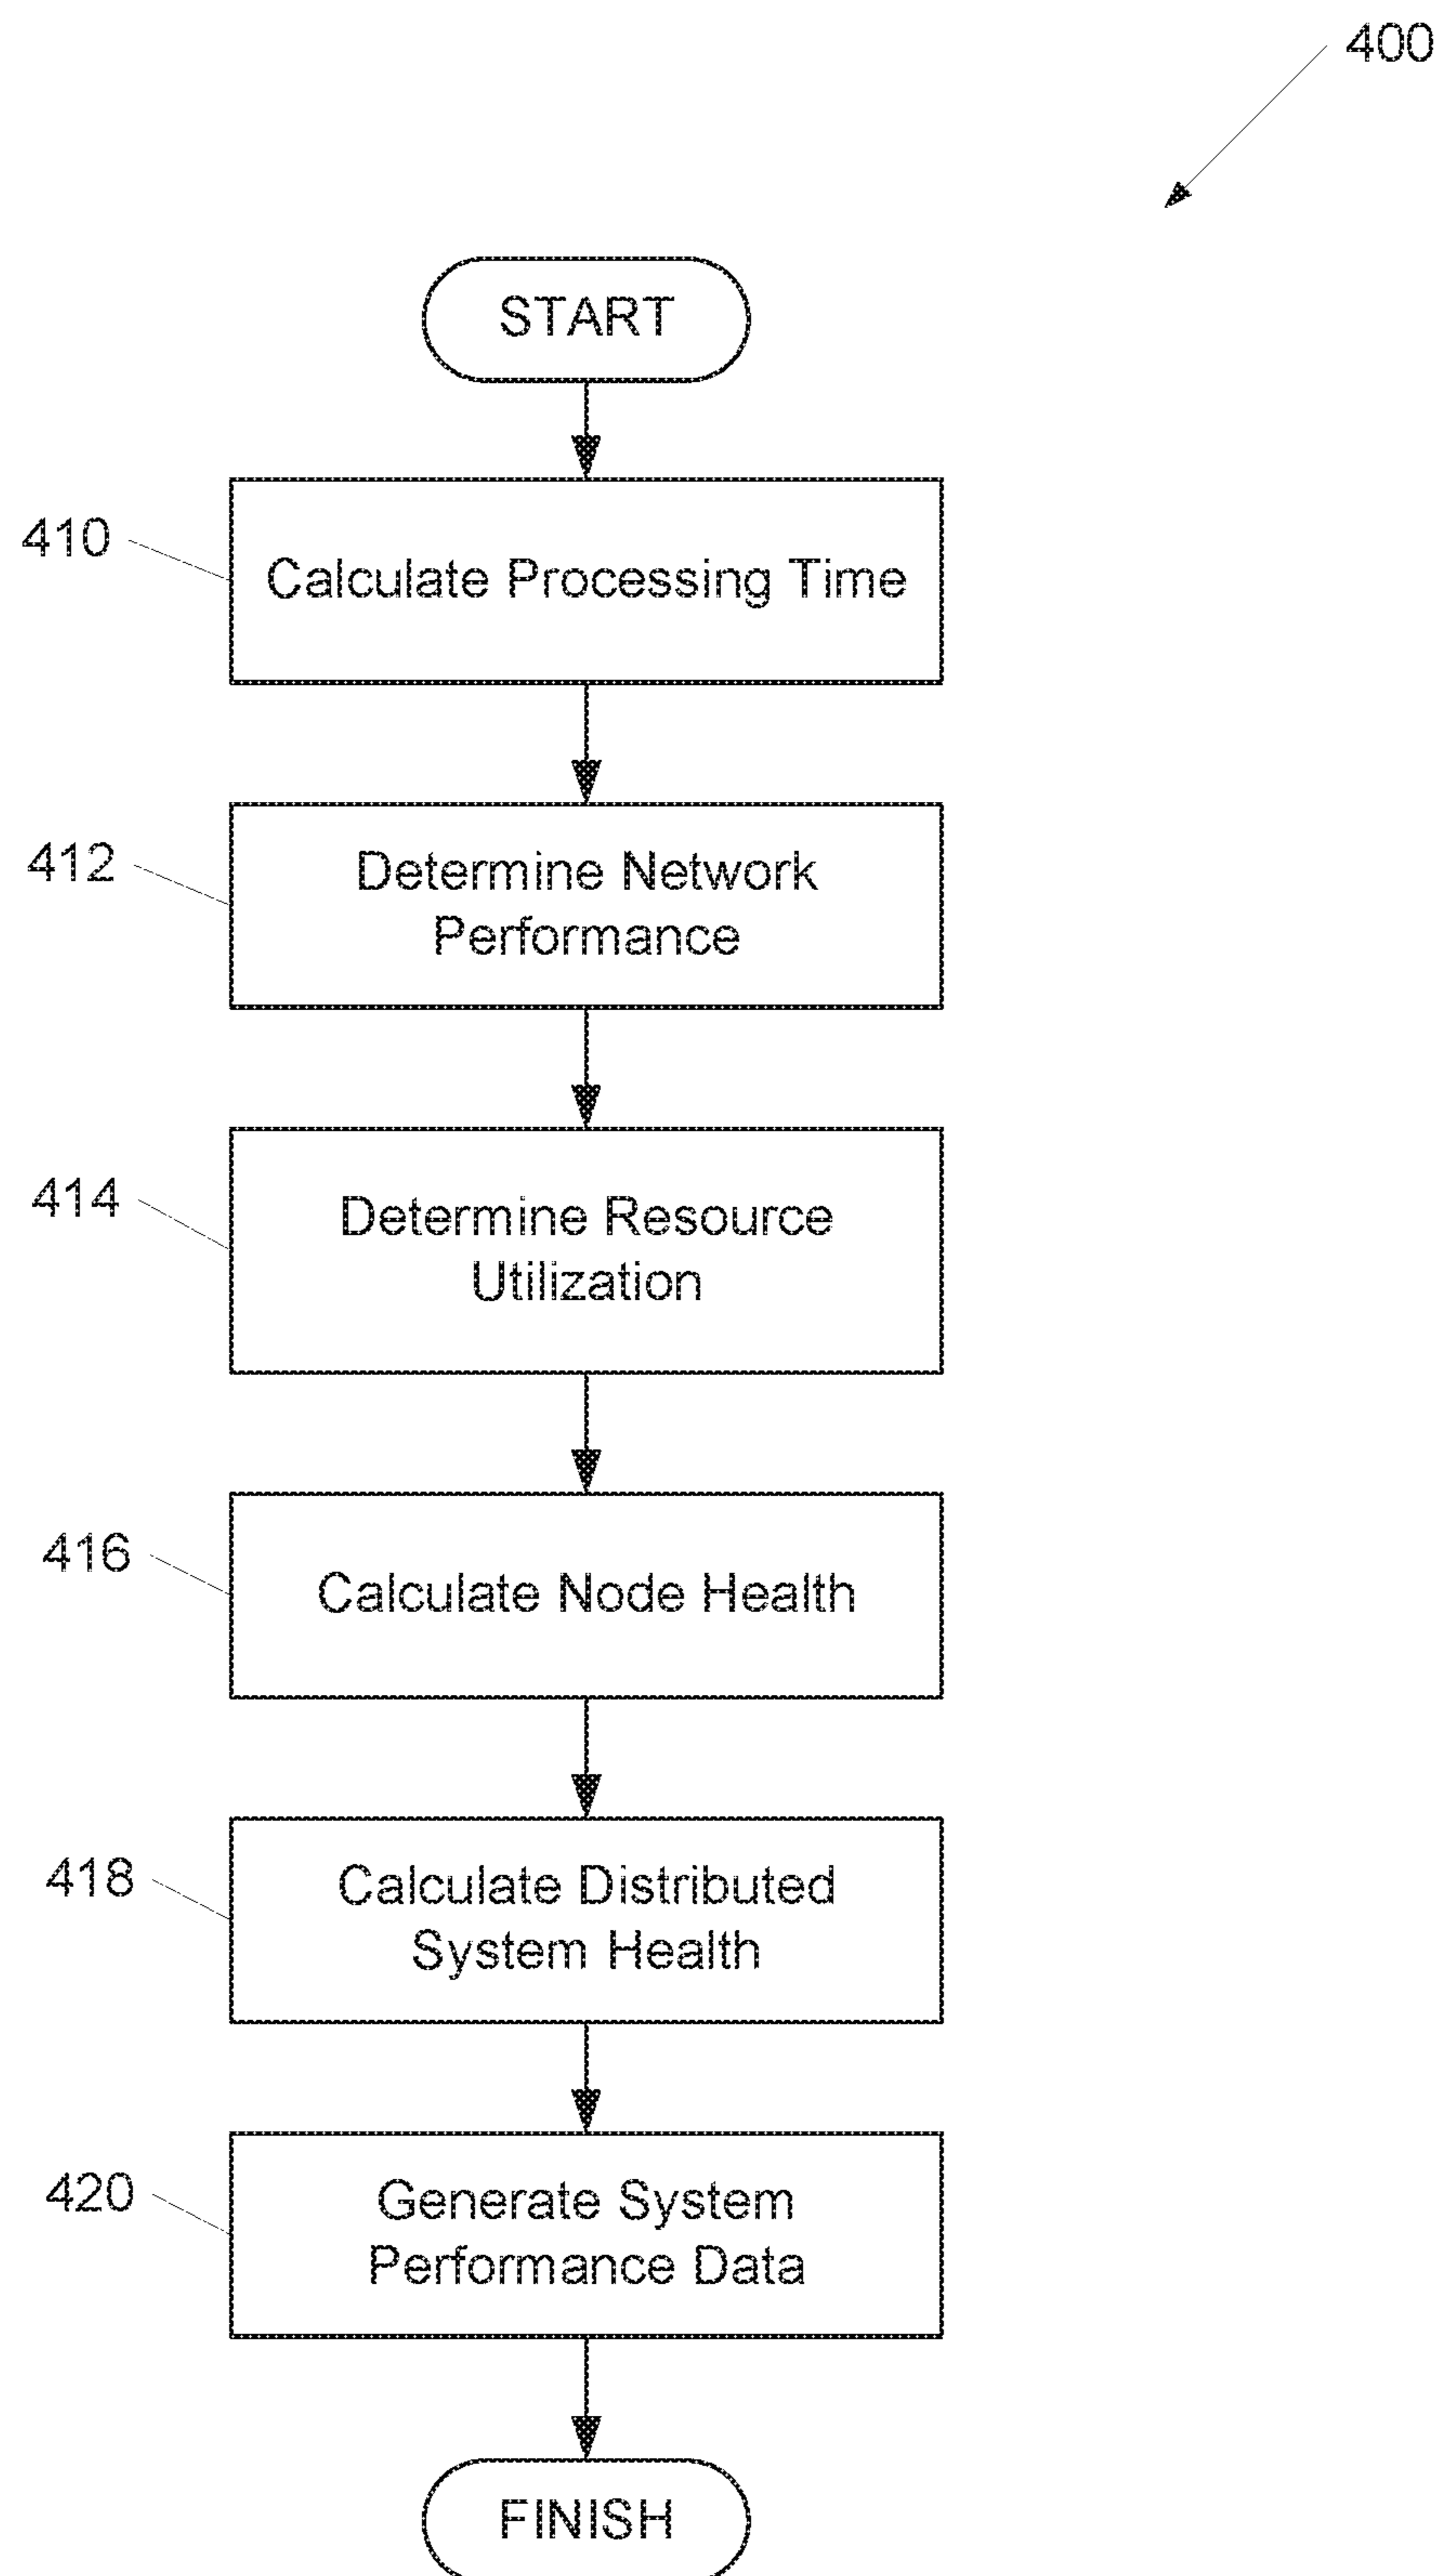 400
START
410
Calculate Processing Time
412
Determine Network
Performance
414
Determine Resource
Utilization
416
Calculate Node Health
418
Calculate Distributed
System Health
420
Generate System
Performance Data
FINISH